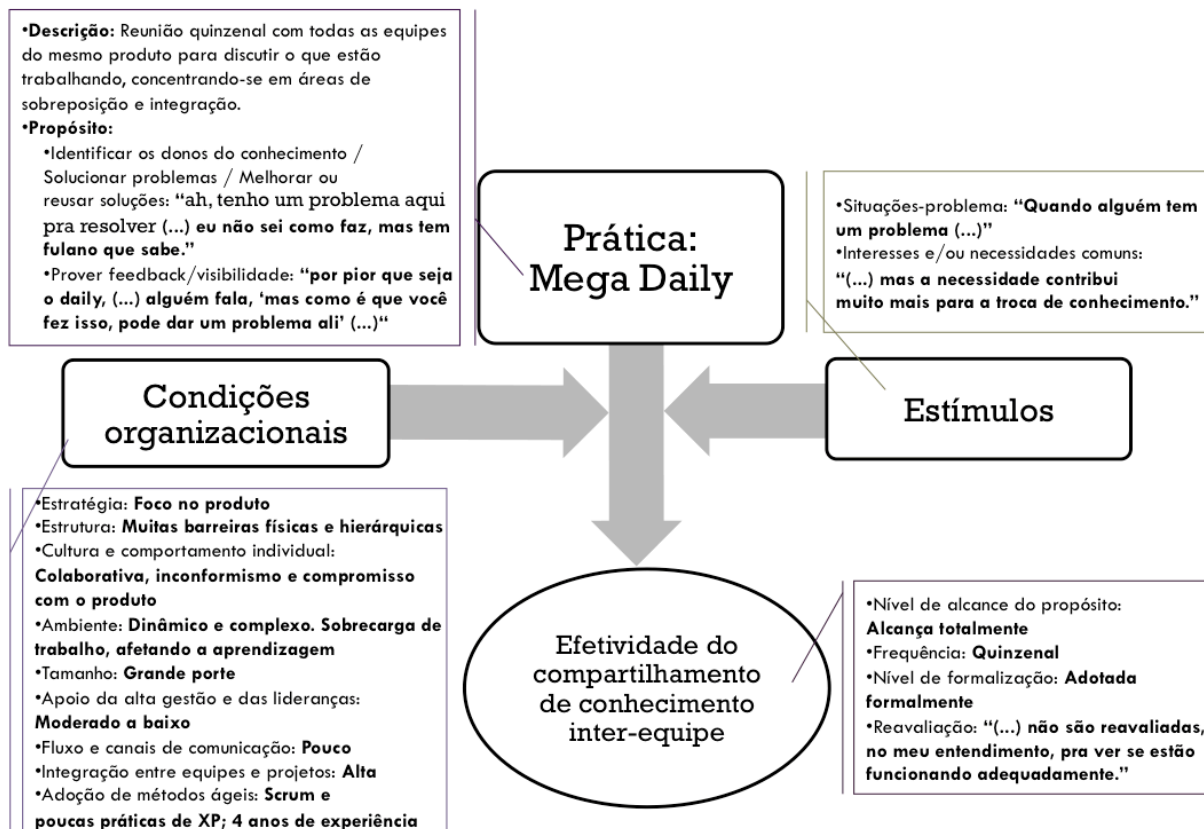 •Descrição: Reunião quinzenal com todas as equipes
do mesmo produto para discutir o que estão
trabalhando, concentrando-se em áreas de
sobreposição e integração.
•Propósito:
•Identificar os donos do conhecimento /
Solucionar problemas / Melhorar ou
reusar soluções: “ah, tenho um problema aqui
pra resolver (...) eu não sei como faz, mas tem
fulano que sabe.”
•Prover feedback/visibilidade: “por pior que seja
o daily, (...) alguém fala, ‘mas como é que você
fez isso, pode dar um problema ali’ (...)“
Prática:
Mega Daily
•Situações-problema: “Quando alguém tem
um problema (...)”
•Interesses e/ou necessidades comuns:
“(...) mas a necessidade contribui
muito mais para a troca de conhecimento.”
Condições
organizacionais
Estímulos
•Estratégia: Foco no produto
•Estrutura: Muitas barreiras físicas e hierárquicas
•Cultura e comportamento individual:
Colaborativa, inconformismo e compromisso
com o produto
•Ambiente: Dinâmico e complexo. Sobrecarga de
trabalho, afetando a aprendizagem
•Tamanho: Grande porte
•Apoio da alta gestão e das lideranças:
Moderado a baixo
•Fluxo e canais de comunicação: Pouco
•Integração entre equipes e projetos: Alta
•Adoção de métodos ágeis: Scrum e
poucas práticas de XP; 4 anos de experiência
Efetividade do
compartilhamento
de conhecimento
inter-equipe
•Nível de alcance do propósito:
Alcança totalmente
•Frequência: Quinzenal
•Nível de formalização: Adotada
formalmente
•Reavaliação: “(...) não são reavaliadas,
no meu entendimento, pra ver se estão
funcionando adequadamente.”